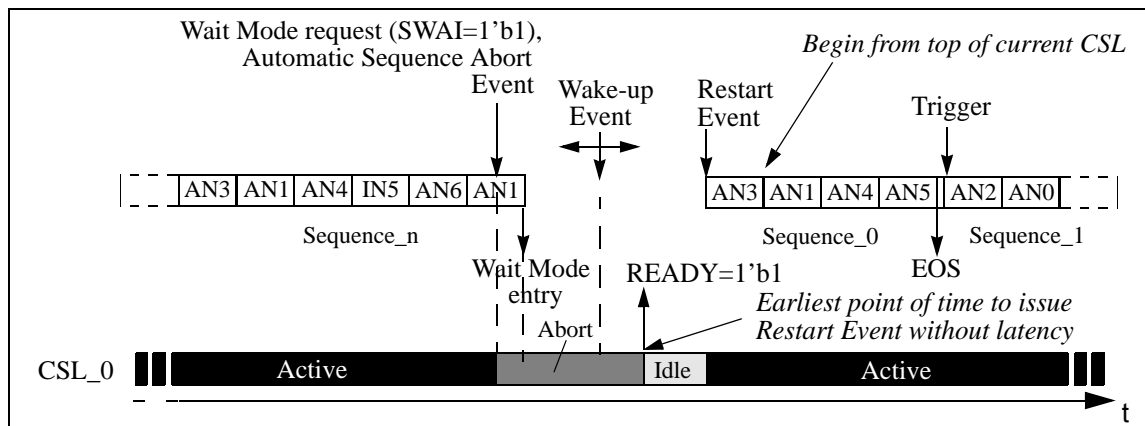 Wait Mode request (SWAI=1’b1),
Automatic Sequence Abort
Event
Wake-up
Event
Restart
Event
Begin from top of current CSL
Trigger
AN3 AN1 AN4 IN5 AN6 AN1
AN3 AN1 AN4 AN5 AN2 AN0
Sequence_n
Sequence_0
Sequence_1
Wait Mode
entry
READY=1’b1
EOS
Earliest point of time to issue
Restart Event without latency
Abort
CSL_0
Active
Idle
Active
t